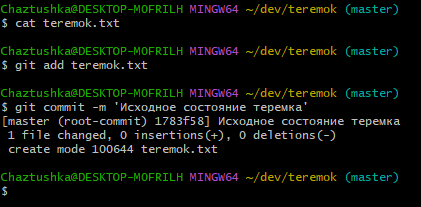 Chaztushka@DESKTOP-MOFRILH MINGW64 ~/dev/teremok (master)
$ cat teremok.txt
Chaztushka@DESKTOP-MOFRILH MINGW64 ~/dev/teremok (master)
$ git add teremok.txt
Chaztushka@DESKTOP-MOFRILH MINGW64 ~/dev/teremok (master)
$ git commit -m 'Исходное состояние теремка'
[master (root-commit) 1783f58] Исходное состояние теремка
 1 file changed, 0 insertions(+), 0 deletions(-)
 create mode 100644 teremok.txt
Chaztushka@DESKTOP-MOFRILH MINGW64 ~/dev/teremok (master)
$